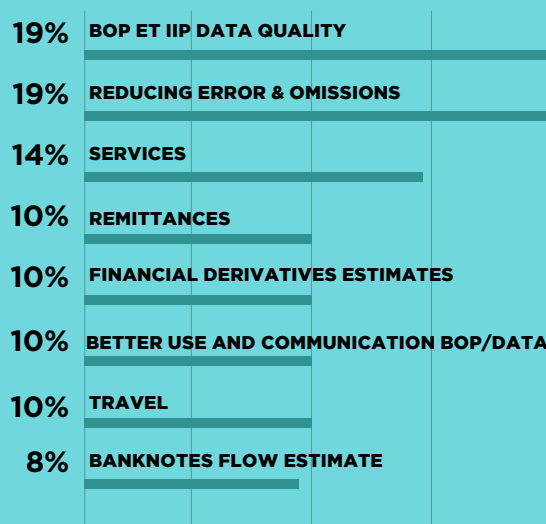 19% BOP ET IIP DATA QUALITY
19% REDUCING ERROR & OMISSIONS
14% SERVICES
10% REMITTANCES
10% FINANCIAL DERIVATIVES ESTIMATES
10% BETTER USE AND COMMUNICATION BOP/DATA
10% TRAVEL
8% BANKNOTES FLOW ESTIMATE